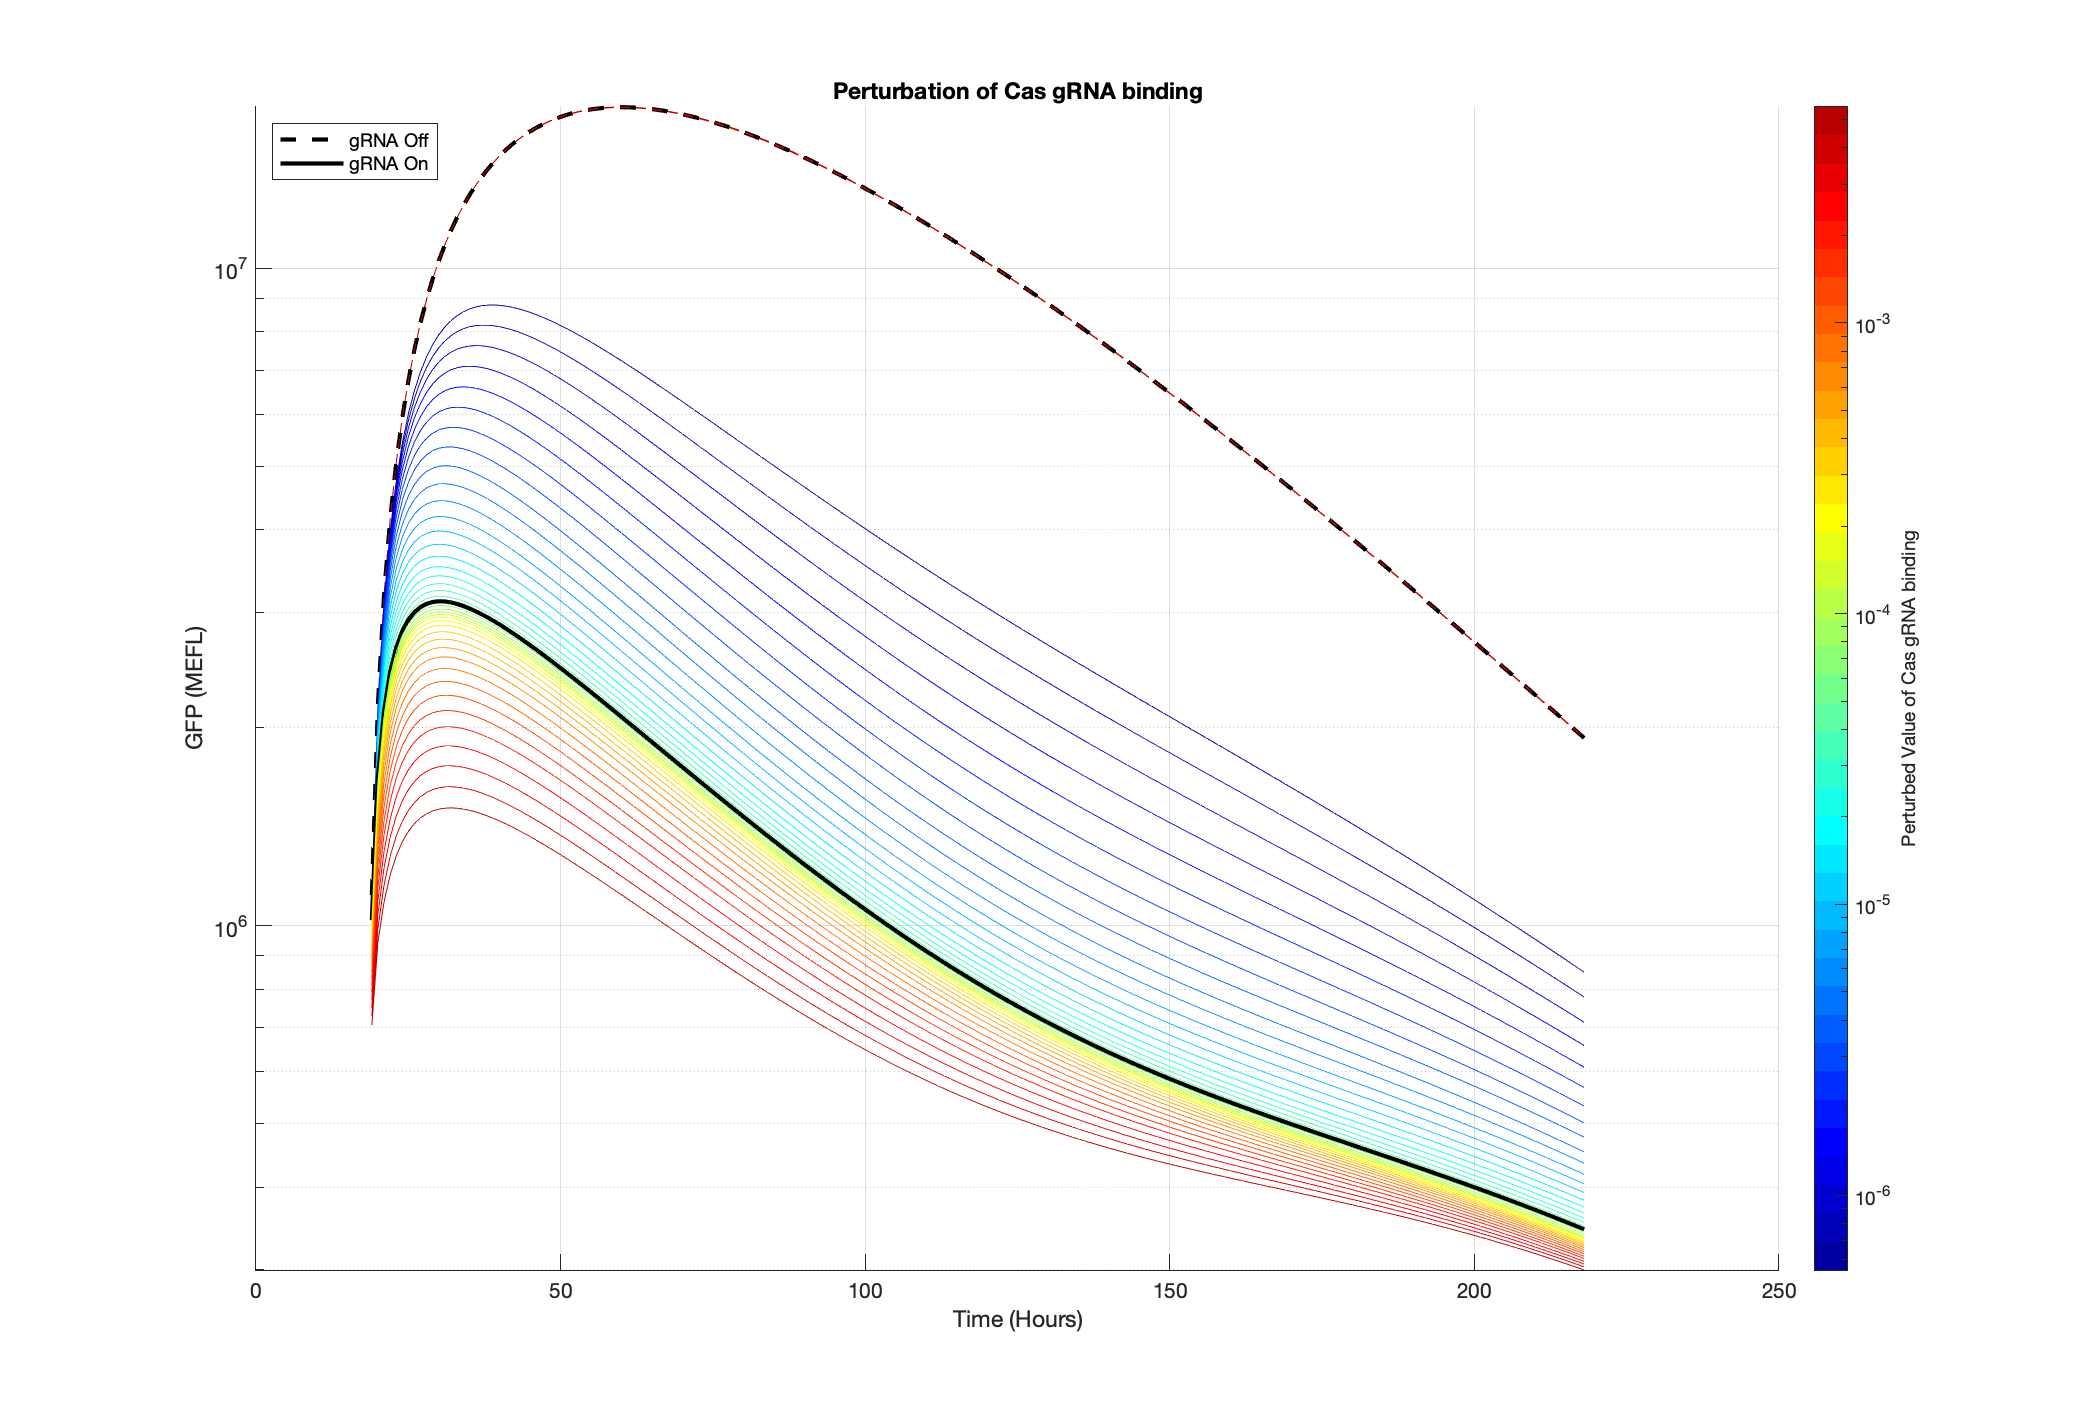 Perturbation of Cas gRNA binding
gRNA Off
gRNA On
10^7
10^6
GFP (MEFL)
0 50 100 150 200 250
Time (Hours)
10^-3
10^-4
10^-5
10^-6
Perturbed Value of Cas gRNA binding